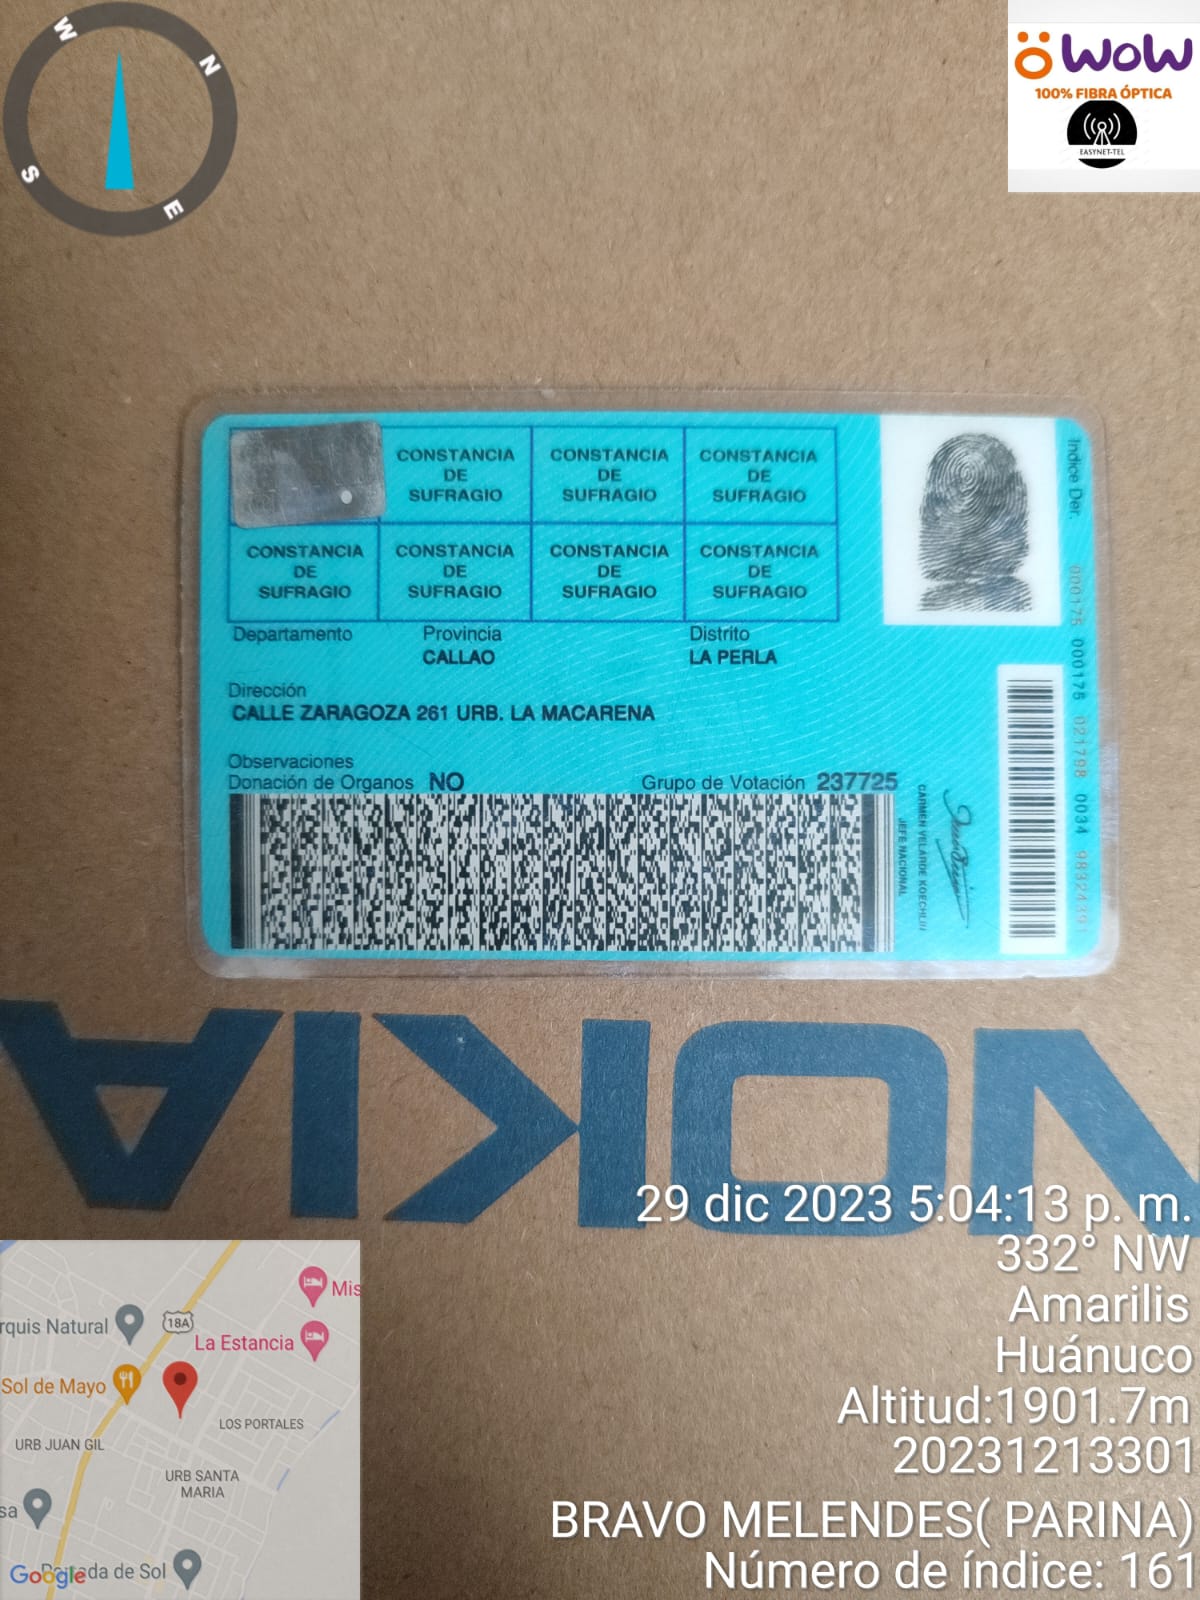 W
N
S
E
ÖWOW
100% FIBRA ÓPTICA
EASYNET-TEL
CONSTANCIA DE SUFRAGIO
CONSTANCIA DE SUFRAGIO
CONSTANCIA DE SUFRAGIO
CONSTANCIA DE SUFRAGIO
CONSTANCIA DE SUFRAGIO
CONSTANCIA DE SUFRAGIO
CONSTANCIA DE SUFRAGIO
Indice Der.
Departamento Provincia Distrito
CALLAO LA PERLA
Dirección
CALLE ZARAGOZA 261 URB. LA MACARENA
Observaciones
Donación de Organos NO Grupo de Votación 237725
CARMEN VELARDE KOECHLIN
JEFE NACIONAL
000175 000175 021798 0034
NOKIA
29 dic 2023 5:04:13 p. m.
332° NW
Amarilis
Huánuco
Altitud:1901.7m
20231213301
BRAVO MELENDES( PARINA)
Número de índice: 161
Mis
rquis Natural
18A
La Estancia
Sol de Mayo
LOS PORTALES
URB JUAN GIL
URB SANTA
MARIA
sa
Google
da de Sol